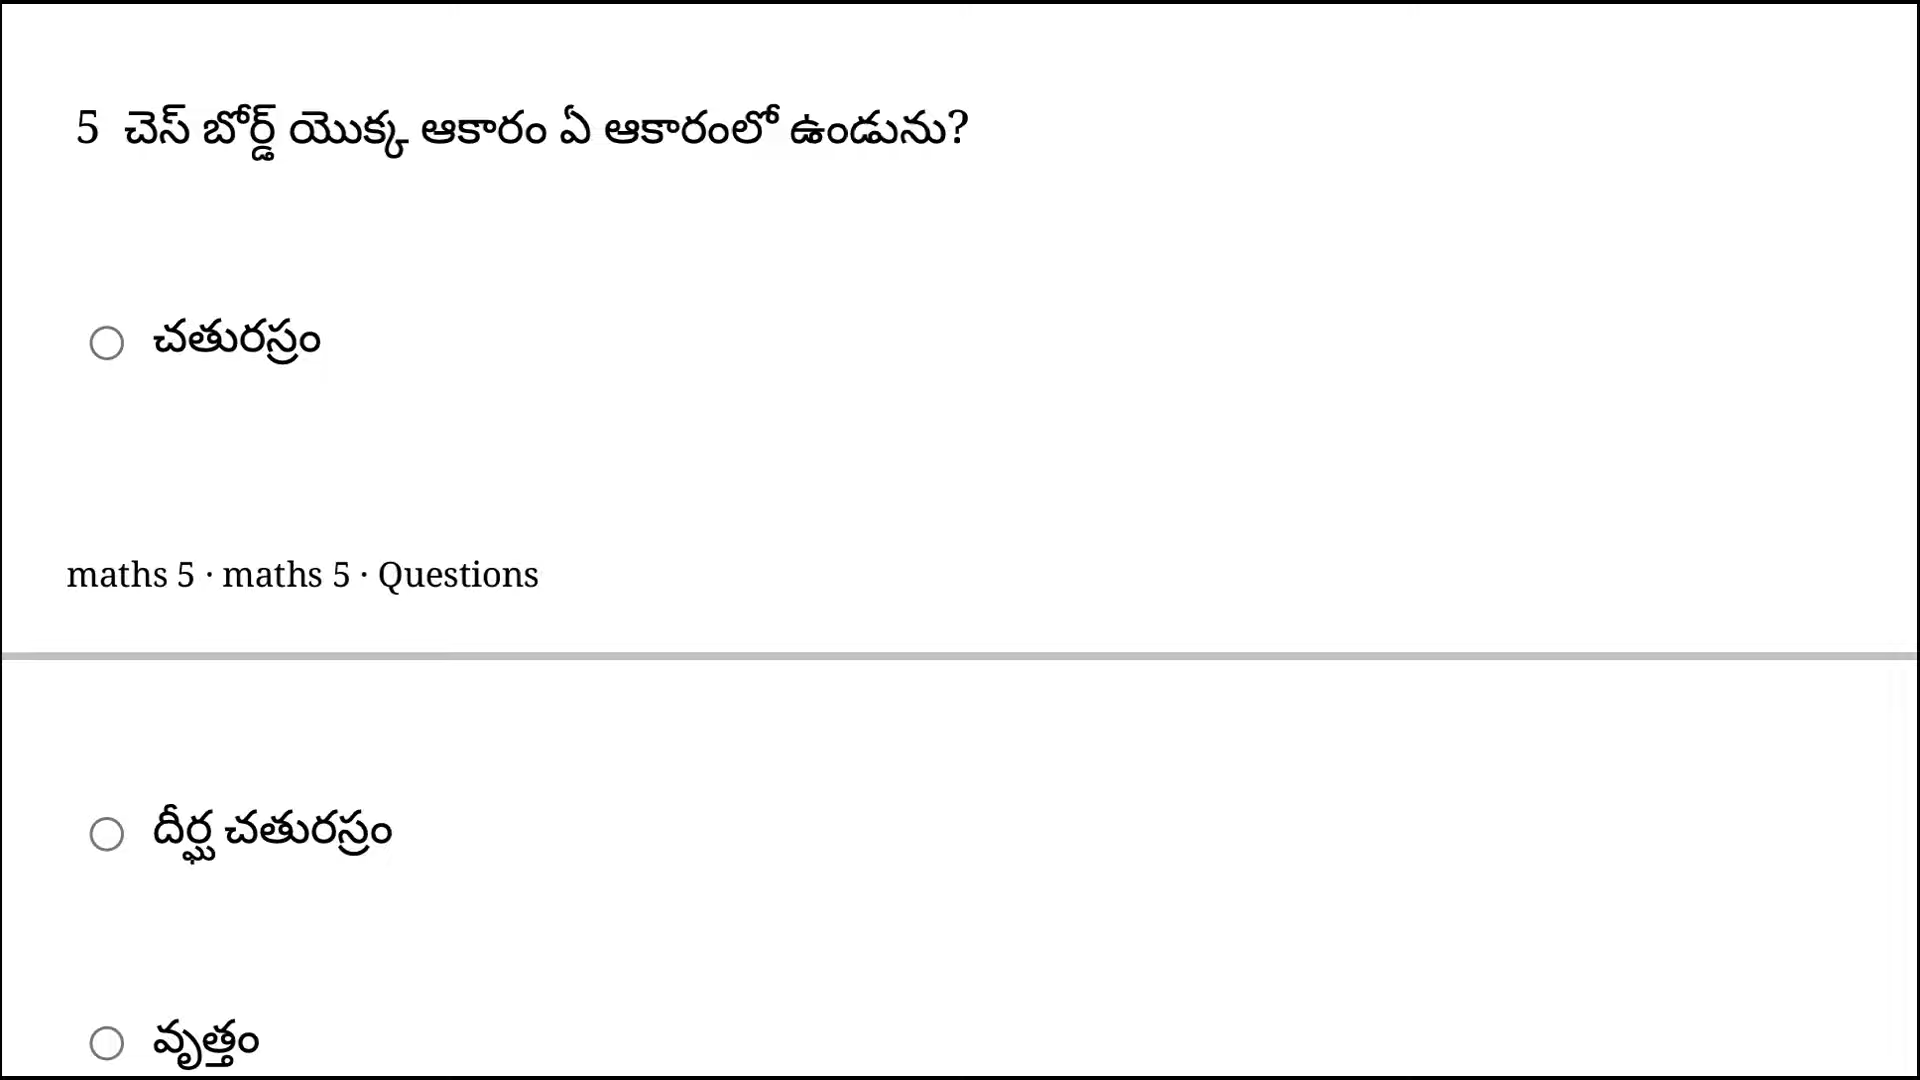 5 చెస్ బోర్డ్ యొక్క ఆకారం ఏ ఆకారంలో ఉండును?
చతురస్రం
maths 5 · maths 5 · Questions
దీర్ఘ చతురస్రం
వృత్తం